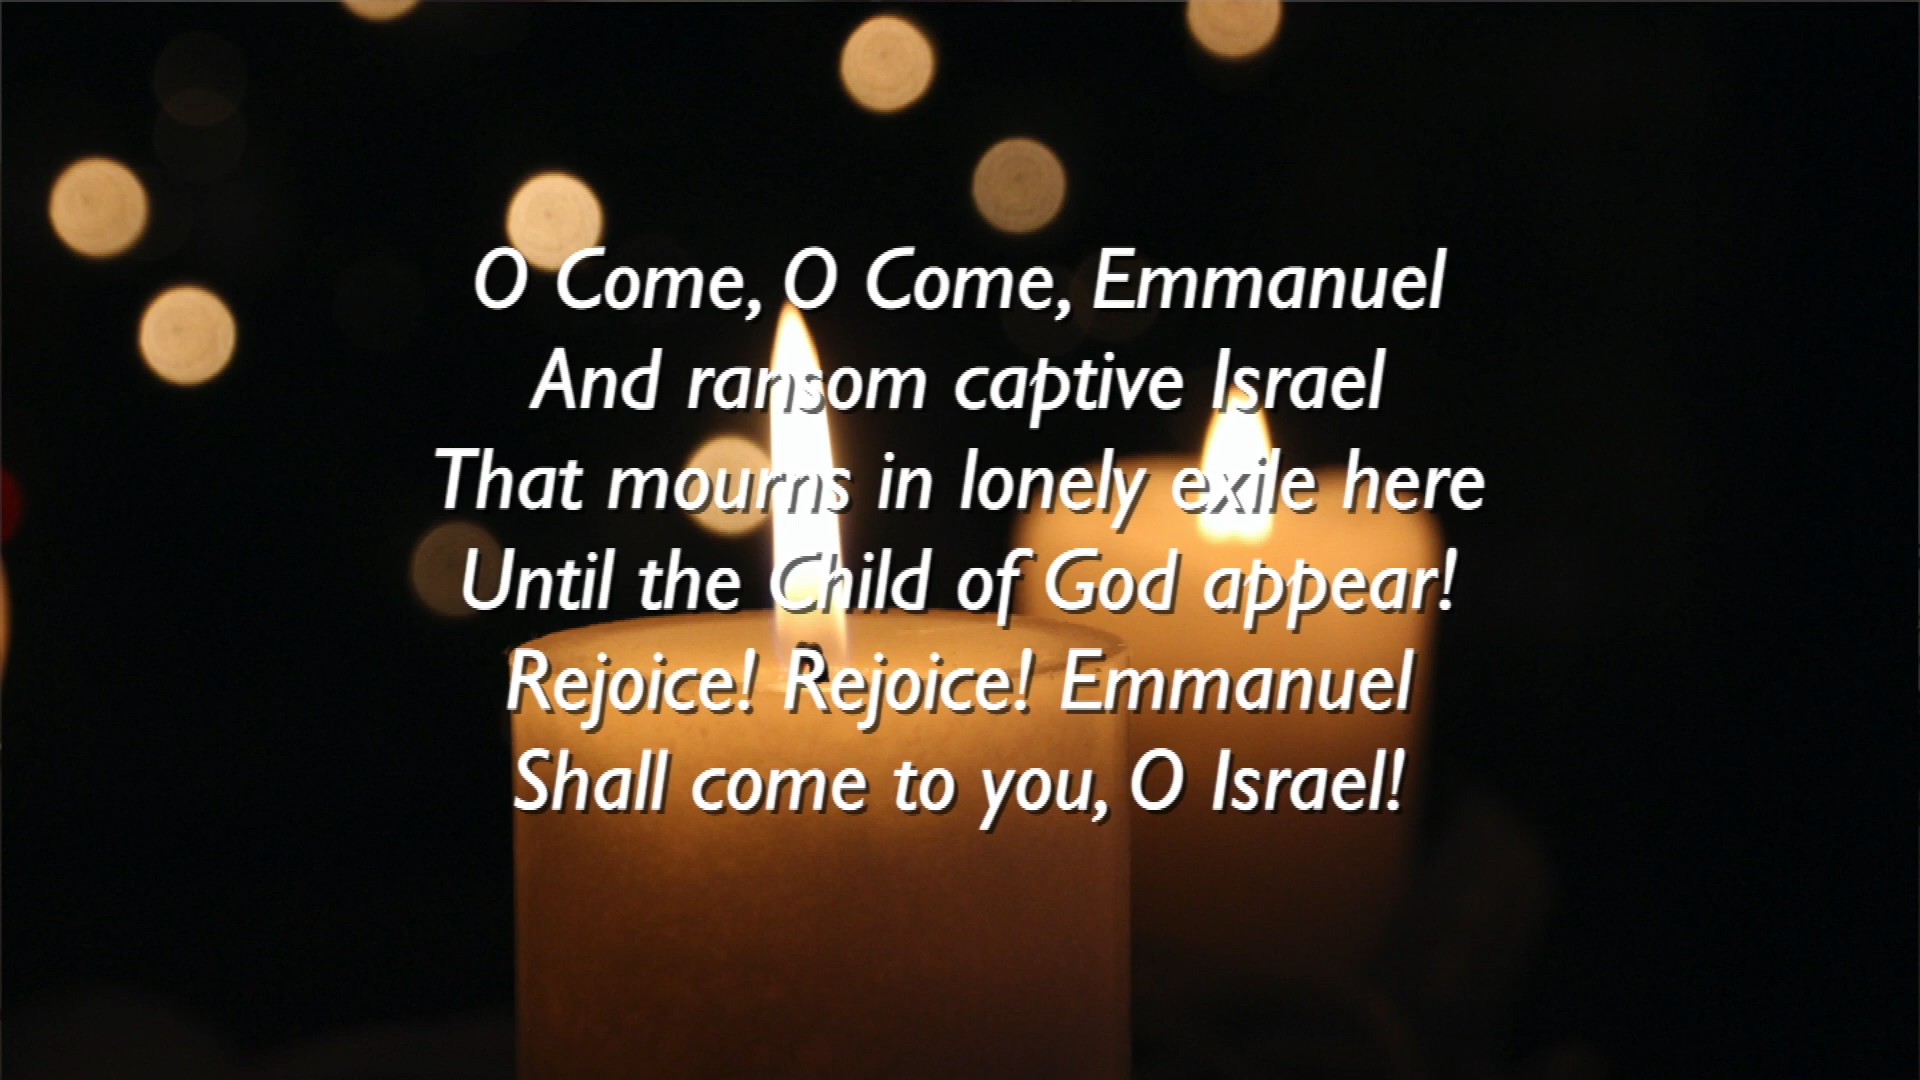 O Come, O Come, Emmanuel
And ransom captive Israel
That mourns in lonely exile here
Until the Child of God appear!
Rejoice! Rejoice! Emmanuel
Shall come to you, O Israel!